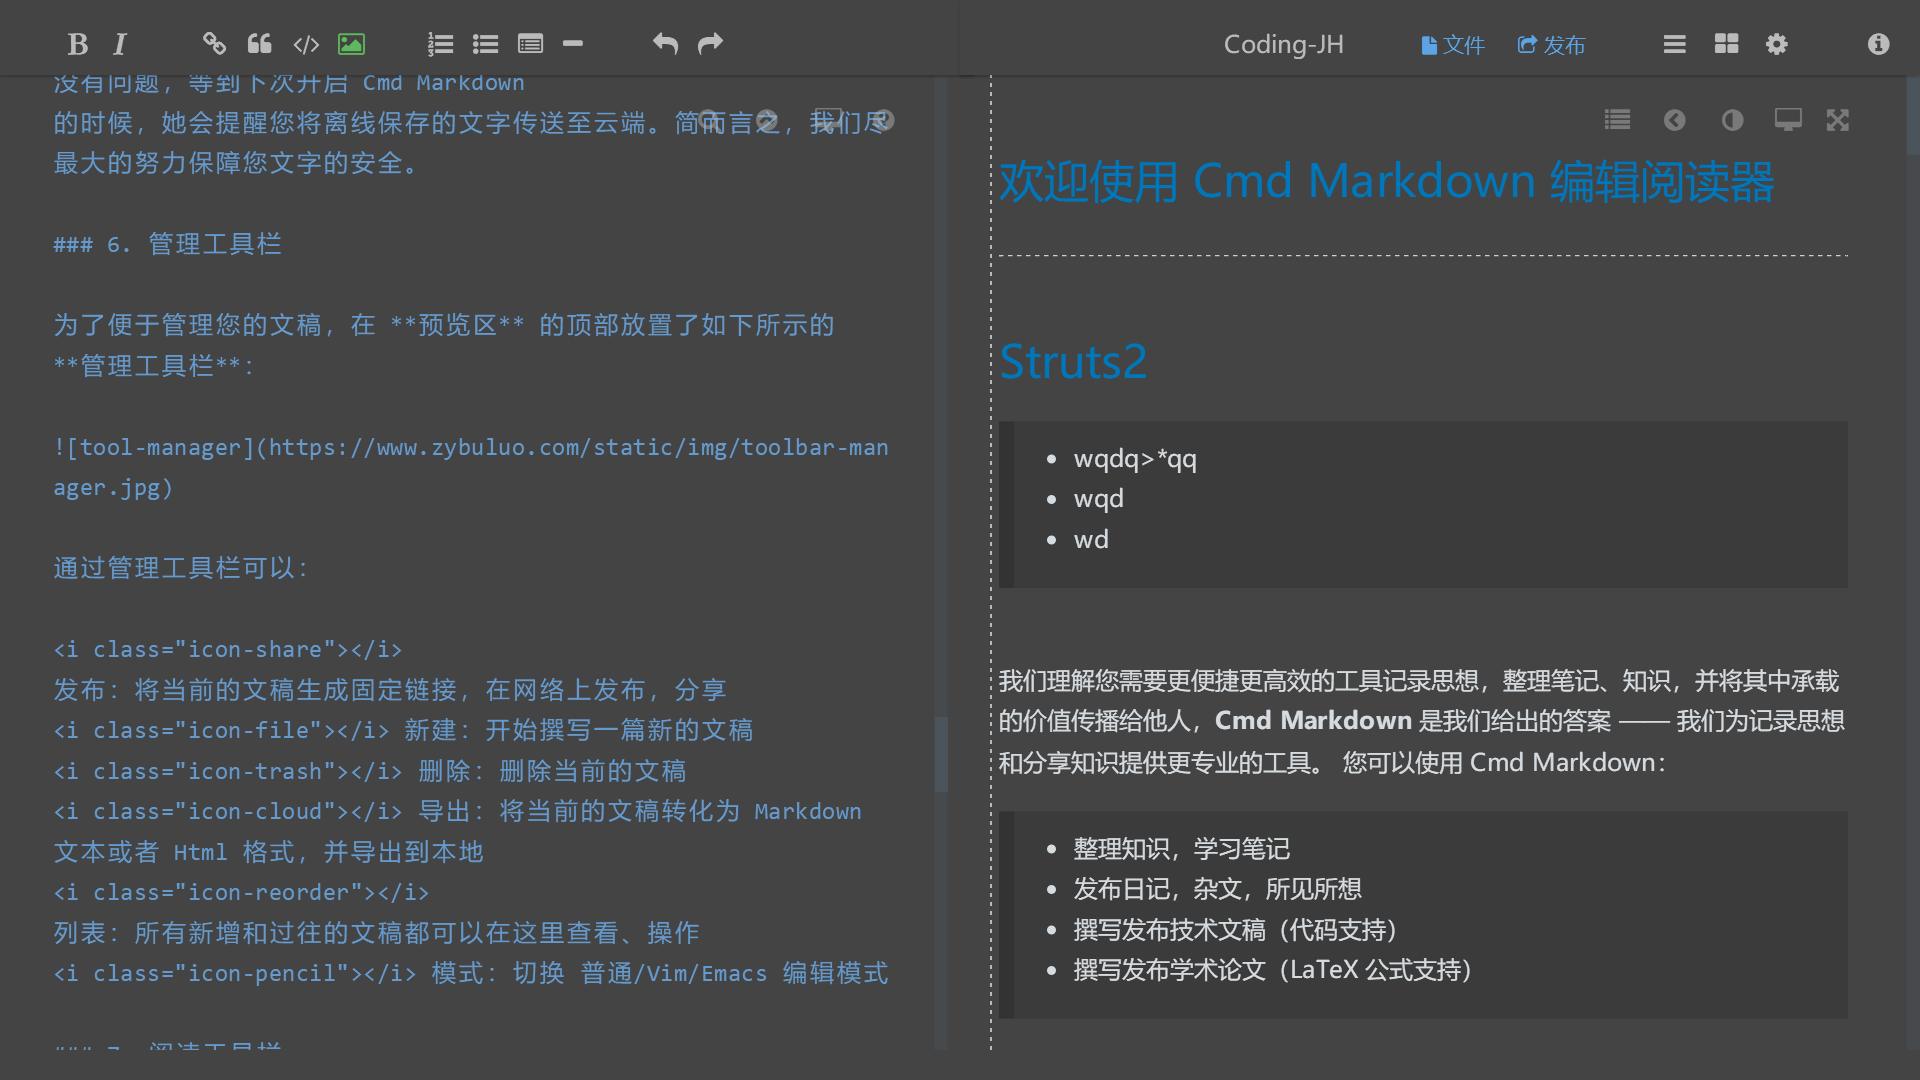 Coding-JH 文件 发布
没有问题，等到下次开启 Cmd Markdown
的时候，她会提醒您将离线保存的文字传送至云端。简而言之，我们尽
最大的努力保障您文字的安全。
### 6. 管理工具栏
为了便于管理您的文稿，在 **预览区** 的顶部放置了如下所示的
**管理工具栏**：
![tool-manager](https://www.zybuluo.com/static/img/toolbar-man
ager.jpg)
通过管理工具栏可以：
<i class="icon-share"></i>
发布：将当前的文稿生成固定链接，在网络上发布，分享
<i class="icon-file"></i> 新建：开始撰写一篇新的文稿
<i class="icon-trash"></i> 删除：删除当前的文稿
<i class="icon-cloud"></i> 导出：将当前的文稿转化为 Markdown
文本或者 Html 格式，并导出到本地
<i class="icon-reorder"></i>
列表：所有新增和过往的文稿都可以在这里查看、操作
<i class="icon-pencil"></i> 模式：切换 普通/Vim/Emacs 编辑模式
### 7. 阅读工具栏
欢迎使用 Cmd Markdown 编辑阅读器
Struts2
wqdq>*qq
wqd
wd
我们理解您需要更便捷更高效的工具记录思想，整理笔记、知识，并将其中承载
的价值传播给他人，Cmd Markdown 是我们给出的答案 —— 我们为记录思想
和分享知识提供更专业的工具。 您可以使用 Cmd Markdown：
整理知识，学习笔记
发布日记，杂文，所见所想
撰写发布技术文稿（代码支持）
撰写发布学术论文（LaTeX 公式支持）